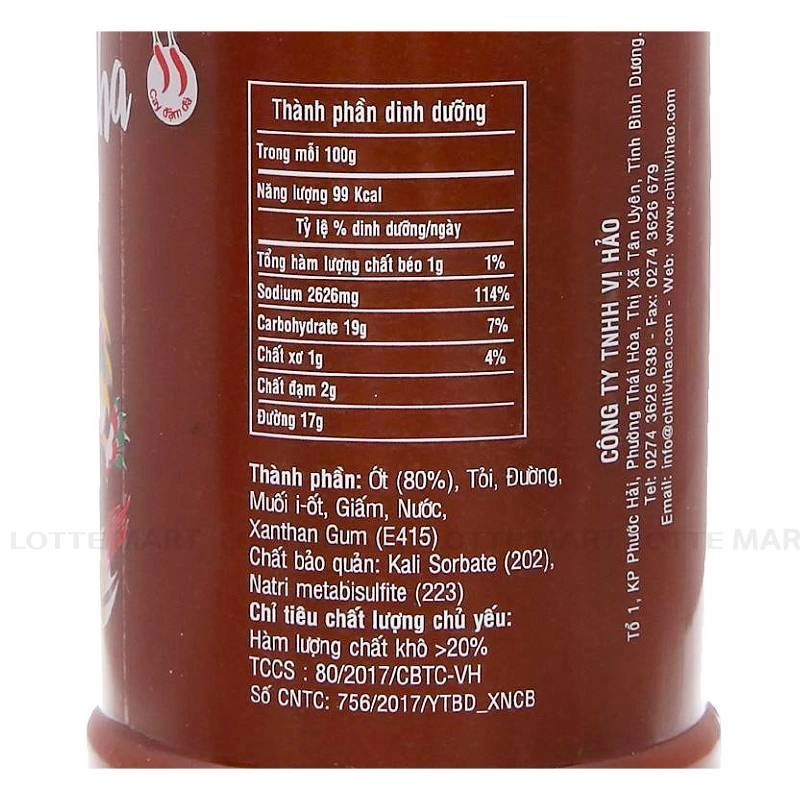 Cay đậm đà
Thành phần dinh dưỡng
Trong mỗi 100g
Năng lượng 99 Kcal
Tỷ lệ % dinh dưỡng/ngày
Tổng hàm lượng chất béo 1g 1%
Sodium 2626mg 114%
Carbohydrate 19g 7%
Chất xơ 1g 4%
Chất đạm 2g
Đường 17g
Thành phần: Ớt (80%), Tỏi, Đường,
Muối i-ốt, Giấm, Nước,
Xanthan Gum (E415)
Chất bảo quản: Kali Sorbate (202),
Natri metabisulfite (223)
Chỉ tiêu chất lượng chủ yếu:
Hàm lượng chất khô >20%
TCCS : 80/2017/CBTC-VH
Số CNTC: 756/2017/YTBD_XNCB
CÔNG TY TNHH VỊ HẢO
Tổ 1, KP Phước Hải, Phường Thái Hòa, Thị Xã Tân Uyên, Tỉnh Bình Dương.
Tel: 0274 3626 638 - Fax: 0274 3626 679
Email: info@chilivihao.com - Web: www.chilivihao.com
LOTTE MART